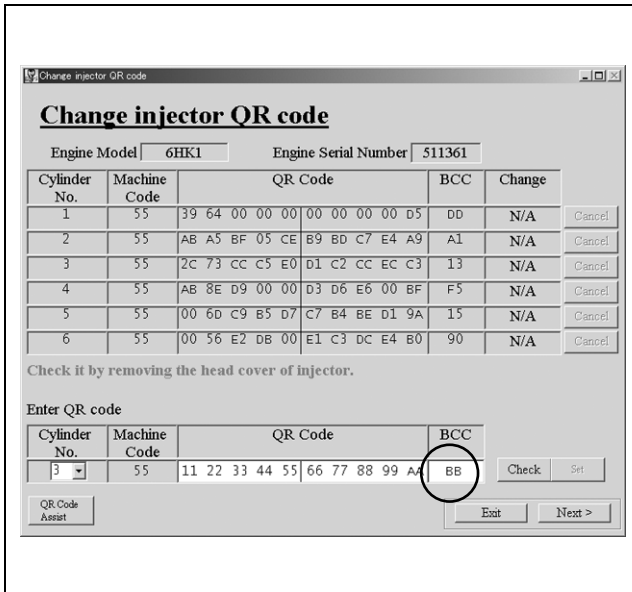 Change injector QR code
Change injector QR code
Engine Model 6HK1 Engine Serial Number 511361
Cylinder No. Machine Code QR Code BCC Change
1 55 39 64 00 00 00 00 00 00 00 D5 DD N/A Cancel
2 55 AB A5 BF 05 CE B9 BD C7 E4 A9 A1 N/A Cancel
3 55 2C 73 CC C5 E0 D1 C2 CC EC C3 13 N/A Cancel
4 55 AB 8E D9 00 00 D3 D6 E6 00 BF F5 N/A Cancel
5 55 00 6D C9 B5 D7 C7 B4 BE D1 9A 15 N/A Cancel
6 55 00 56 E2 DB 00 E1 C3 DC E4 B0 90 N/A Cancel
Check it by removing the head cover of injector.
Enter QR code
Cylinder No. Machine Code QR Code BCC
3 55 11 22 33 44 55 66 77 88 99 AA BB Check Set
QR Code Assist Exit Next >